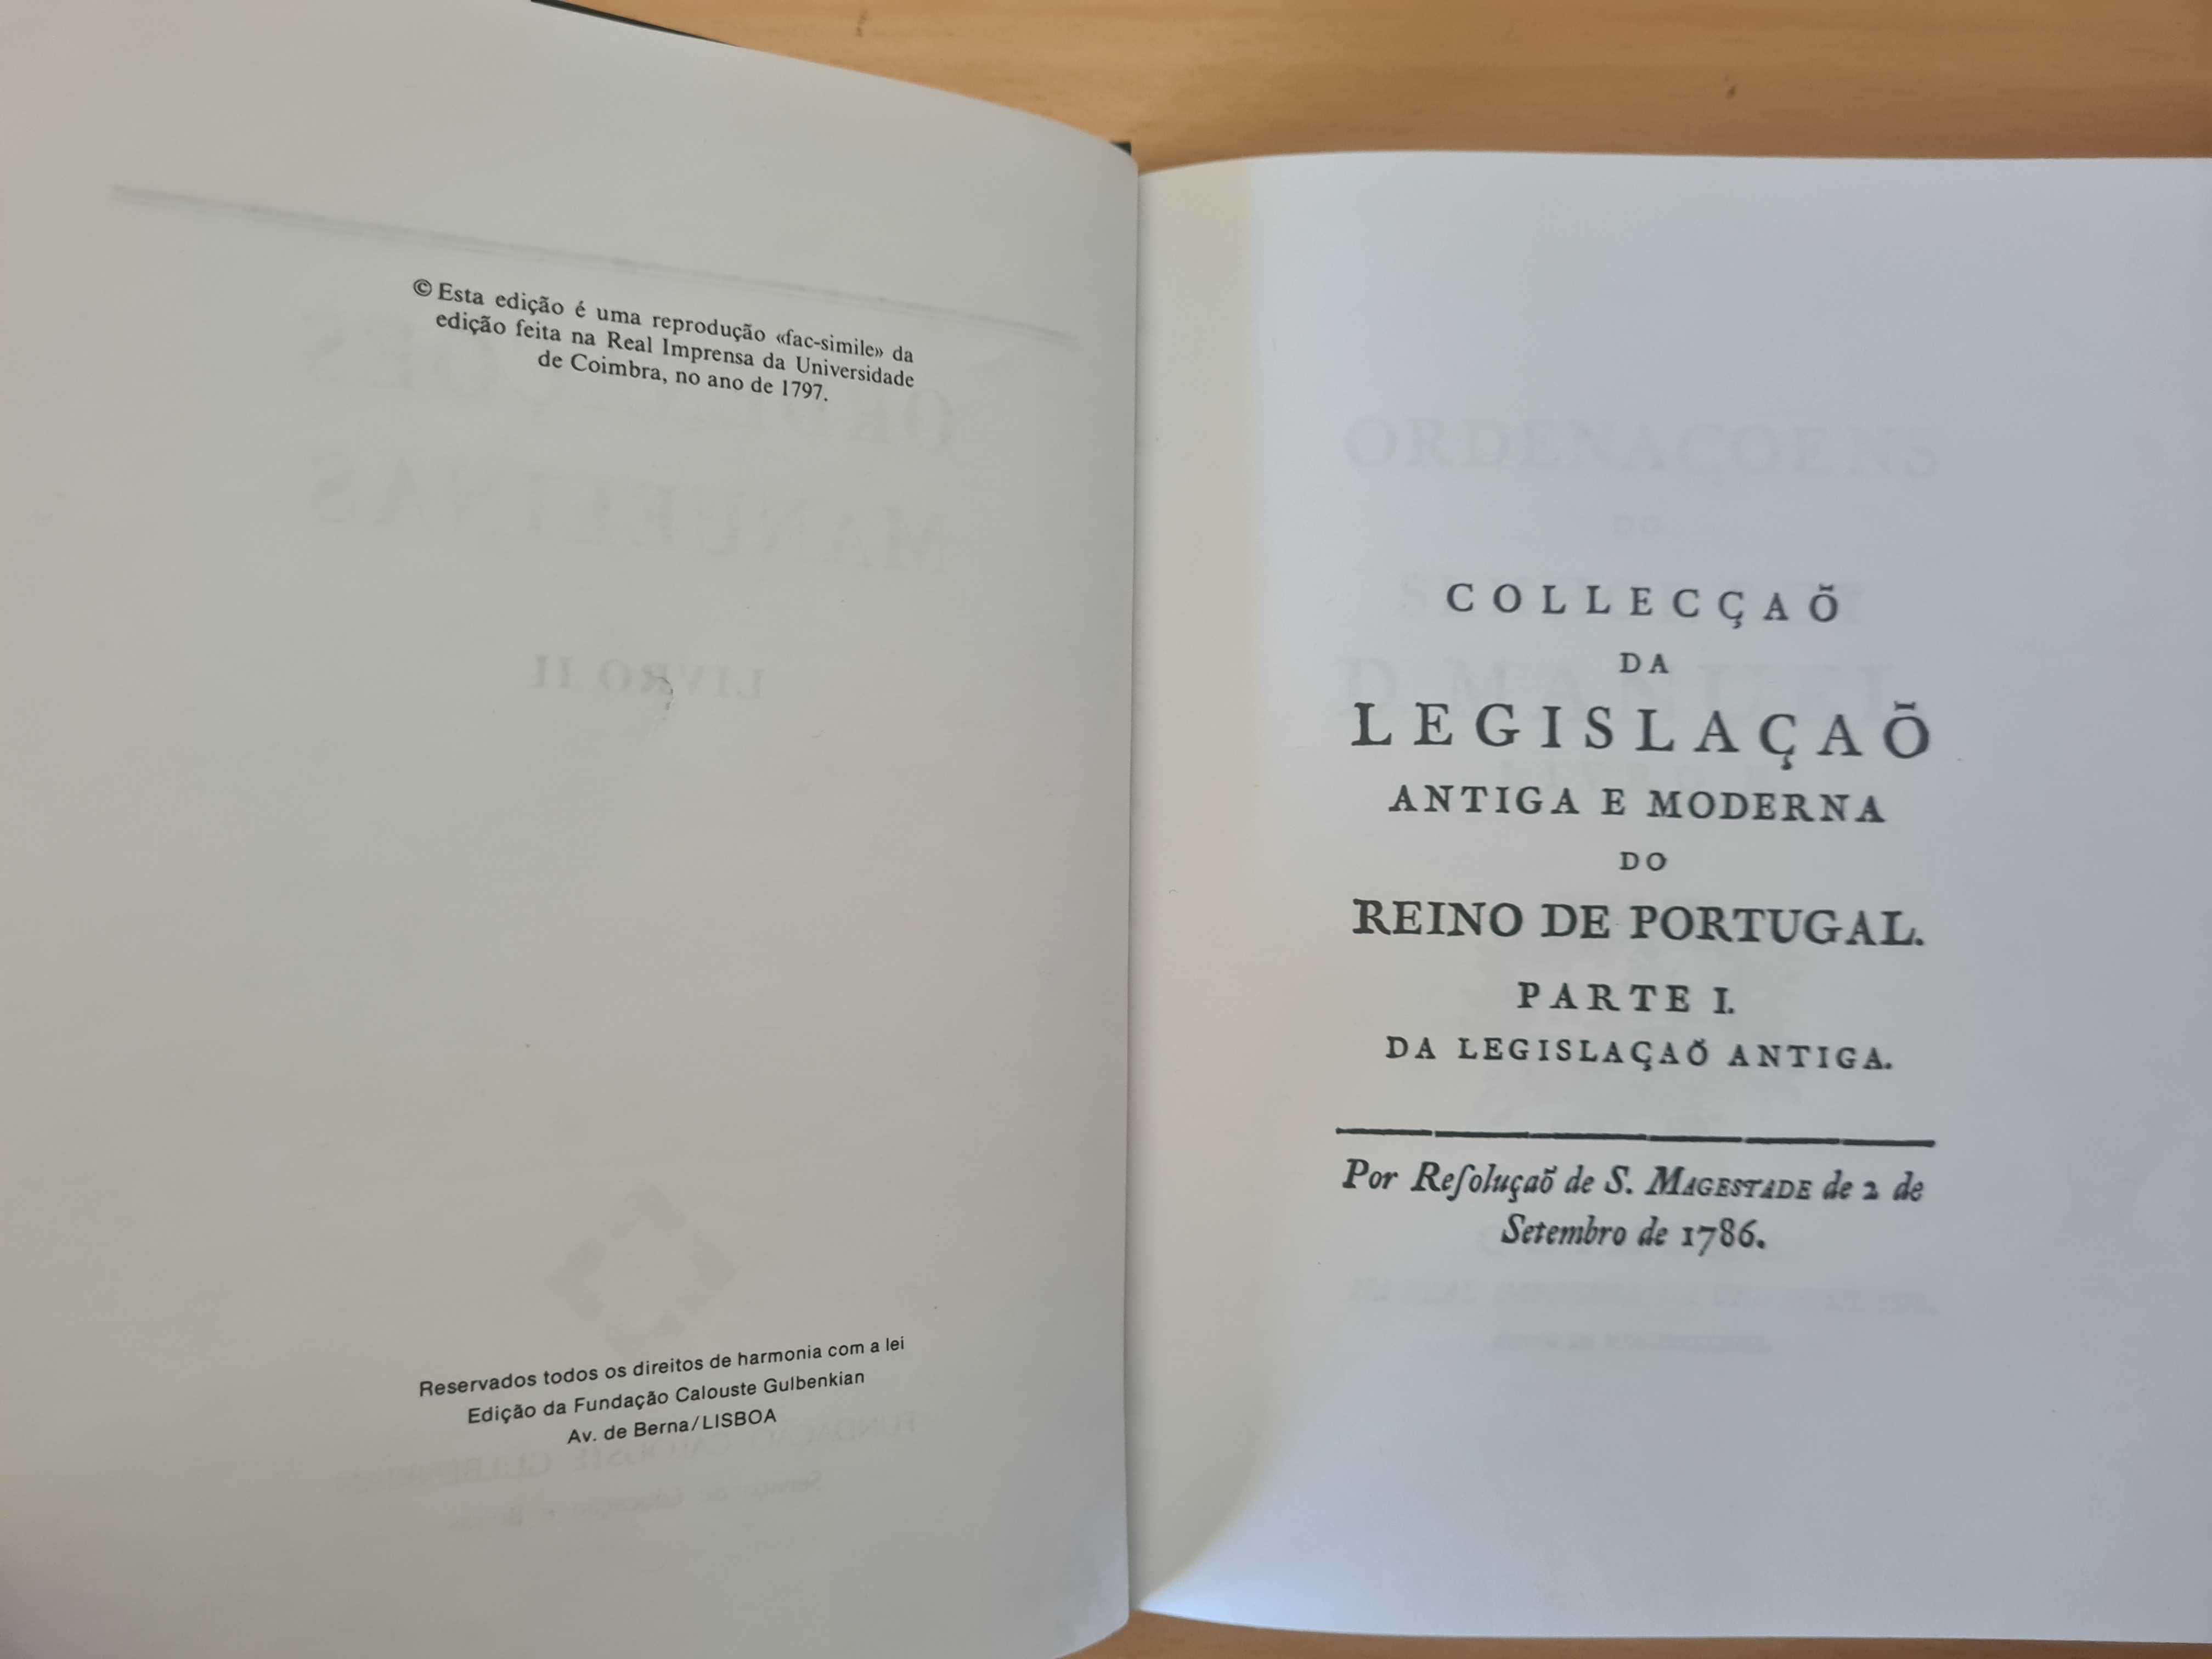 © Esta edição é uma reprodução «fac-simile» da
edição feita na Real Imprensa da Universidade
de Coimbra, no ano de 1797.
Reservados todos os direitos de harmonia com a lei
Edição da Fundação Calouste Gulbenkian
Av. de Berna/LISBOA
COLLECÇAÕ
DA
LEGISLAÇAÕ
ANTIGA E MODERNA
DO
REINO DE PORTUGAL.
PARTE I.
DA LEGISLAÇAÕ ANTIGA.
Por Reſoluçaõ de S. MAGESTADE de 2 de
Setembro de 1786.